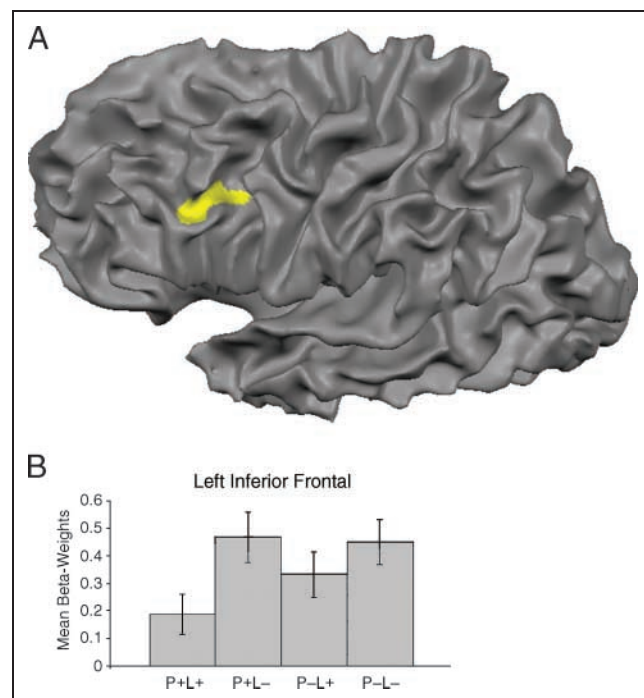 A
B
Left Inferior Frontal
Mean Beta-Weights
0.6
0.5
0.4
0.3
0.2
0.1
0
P+L+ P+L− P−L+ P−L−